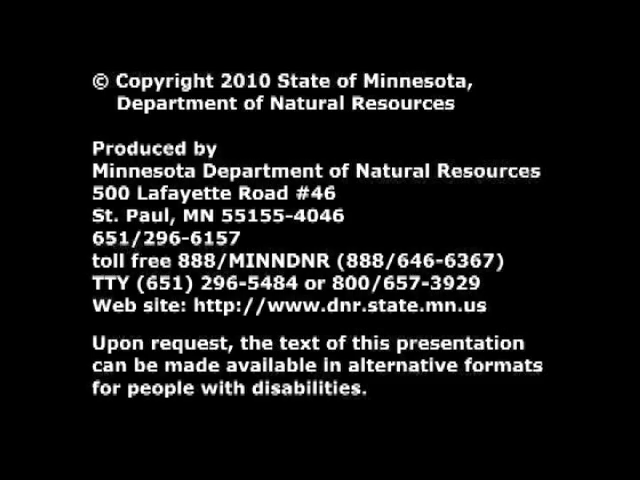 © Copyright 2010 State of Minnesota,
Department of Natural Resources
Produced by
Minnesota Department of Natural Resources
500 Lafayette Road #46
St. Paul, MN 55155-4046
651/296-6157
toll free 888/MINNDNR (888/646-6367)
TTY (651) 296-5484 or 800/657-3929
Web site: http://www.dnr.state.mn.us
Upon request, the text of this presentation
can be made available in alternative formats
for people with disabilities.